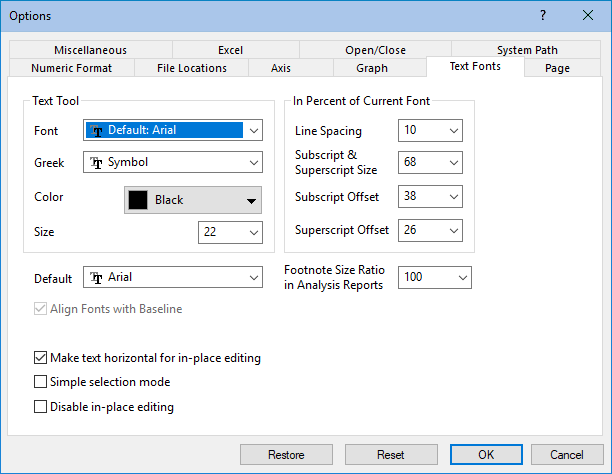 Options
?
Miscellaneous Excel Open/Close System Path
Numeric Format File Locations Axis Graph Text Fonts Page
Text Tool
Font Default: Arial
Greek Symbol
Color Black
Size 22
In Percent of Current Font
Line Spacing 10
Subscript &
Superscript Size 68
Subscript Offset 38
Superscript Offset 26
Default Arial
Footnote Size Ratio
in Analysis Reports 100
Align Fonts with Baseline
Make text horizontal for in-place editing
Simple selection mode
Disable in-place editing
Restore Reset OK Cancel